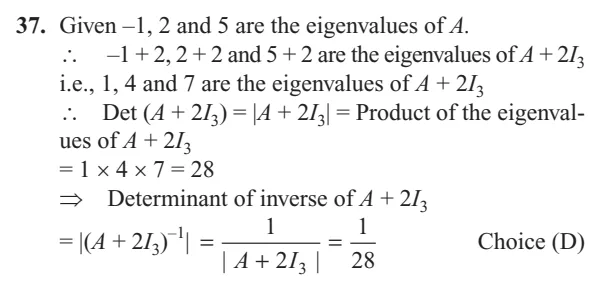 37. Given –1, 2 and 5 are the eigenvalues of A.
∴ –1 + 2, 2 + 2 and 5 + 2 are the eigenvalues of A + 2I₃
i.e., 1, 4 and 7 are the eigenvalues of A + 2I₃
∴ Det (A + 2I₃) = |A + 2I₃| = Product of the eigenval-
ues of A + 2I₃
= 1 × 4 × 7 = 28
⇒ Determinant of inverse of A + 2I₃
= |(A + 2I₃)⁻¹| = 1 / | A + 2I₃ | = 1 / 28 Choice (D)